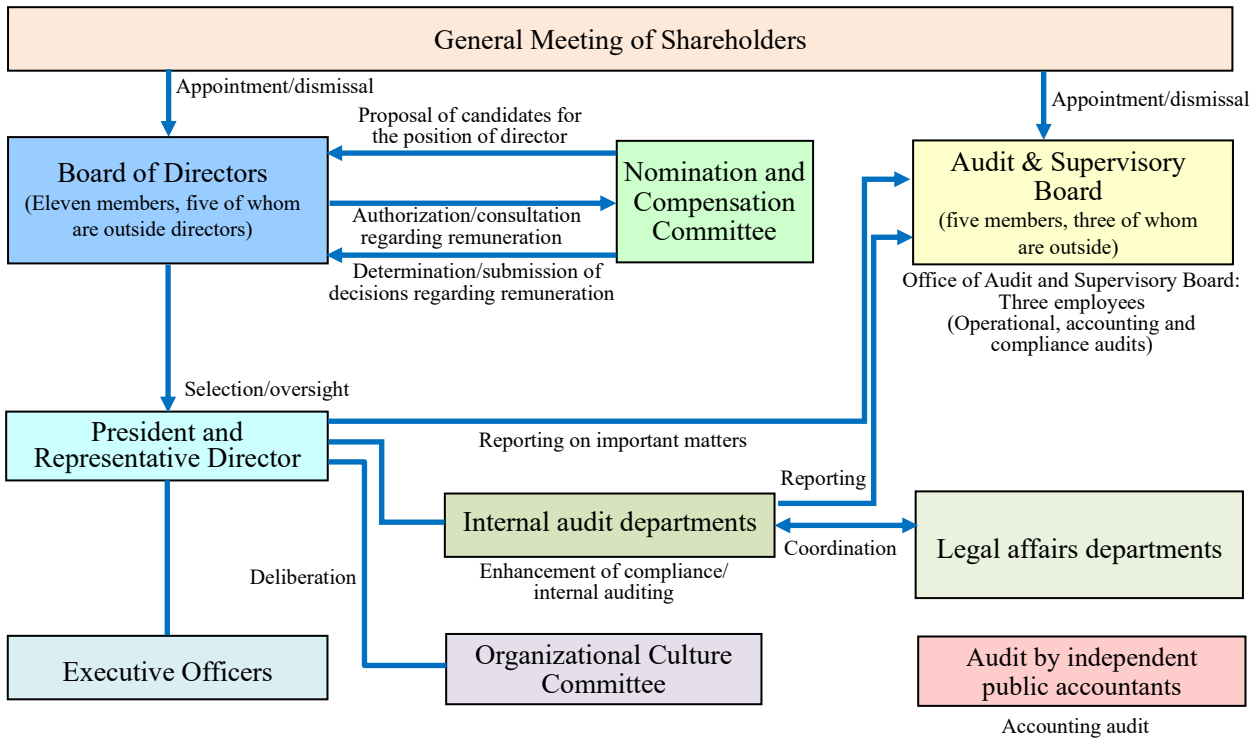 General Meeting of Shareholders
Appointment/dismissal
Appointment/dismissal
Proposal of candidates for
the position of director
Board of Directors
(Eleven members, five of whom
are outside directors)
Nomination and
Compensation
Committee
Audit & Supervisory
Board
(five members, three of whom
are outside)
Authorization/consultation
regarding remuneration
Determination/submission of
decisions regarding remuneration
Office of Audit and Supervisory Board:
Three employees
(Operational, accounting and
compliance audits)
Selection/oversight
President and
Representative Director
Reporting on important matters
Reporting
Internal audit departments
Coordination
Legal affairs departments
Enhancement of compliance/
internal auditing
Deliberation
Executive Officers
Organizational Culture
Committee
Audit by independent
public accountants
Accounting audit